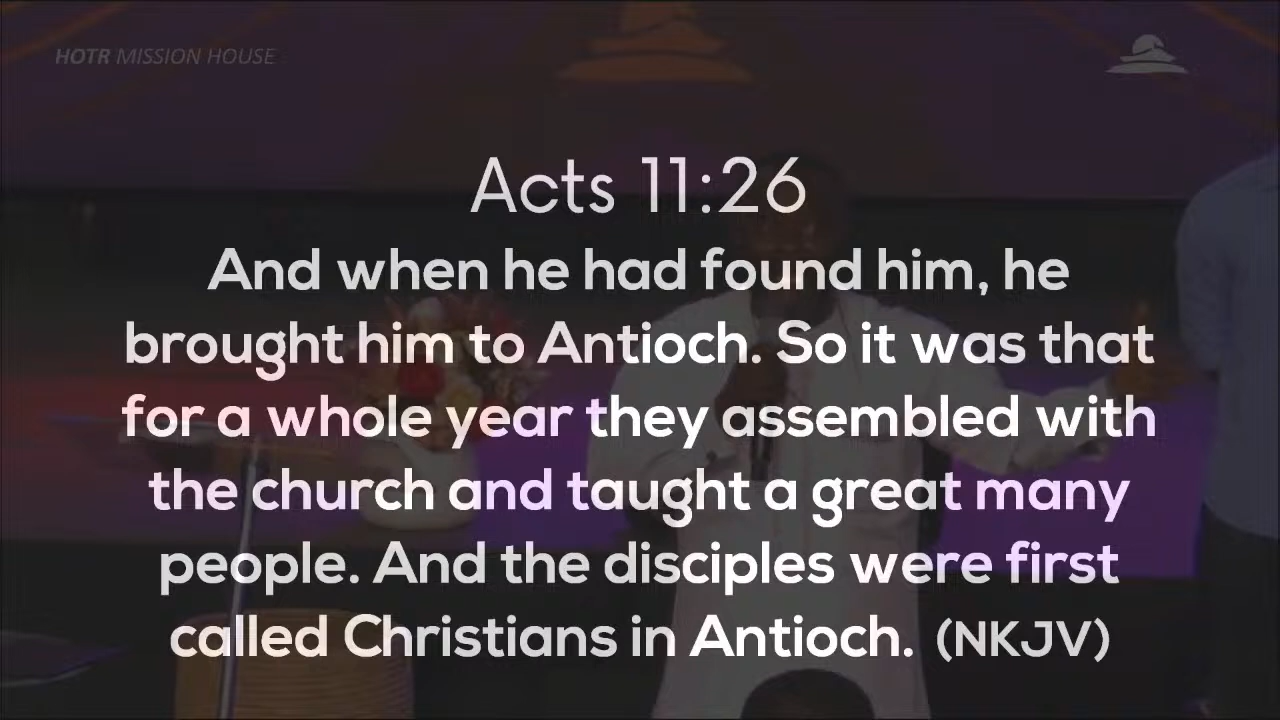 HOTR MISSION HOUSE
Acts 11:26
And when he had found him, he
brought him to Antioch. So it was that
for a whole year they assembled with
the church and taught a great many
people. And the disciples were first
called Christians in Antioch. (NKJV)